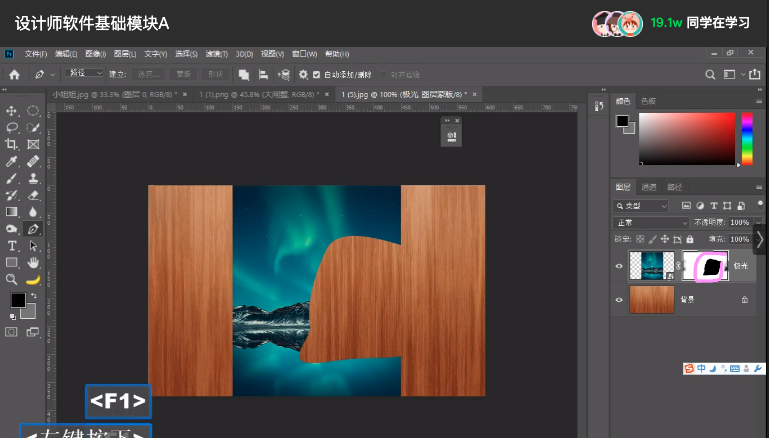 设计师软件基础模块A
19.1w 同学在学习
Ps 文件(F) 编辑(E) 图像(I) 图层(L) 文字(Y) 选择(S) 滤镜(T) 3D(D) 视图(V) 窗口(W) 帮助(H)
路径 建立: 选区... 蒙版 形状 自动添加/删除 对齐边缘
小姐姐.jpg @ 33.3% (图层 0, RGB/8) * × 1 (1).png @ 45.8% (大闸蟹, RGB/8) * × 1 (5).jpg @ 100% (极光, 图层蒙版/8) * ×
颜色 色板
图层 通道 路径
类型
正常 不透明度: 100%
锁定: 填充: 100%
极光
背景
中
<F1>
<左键按下>